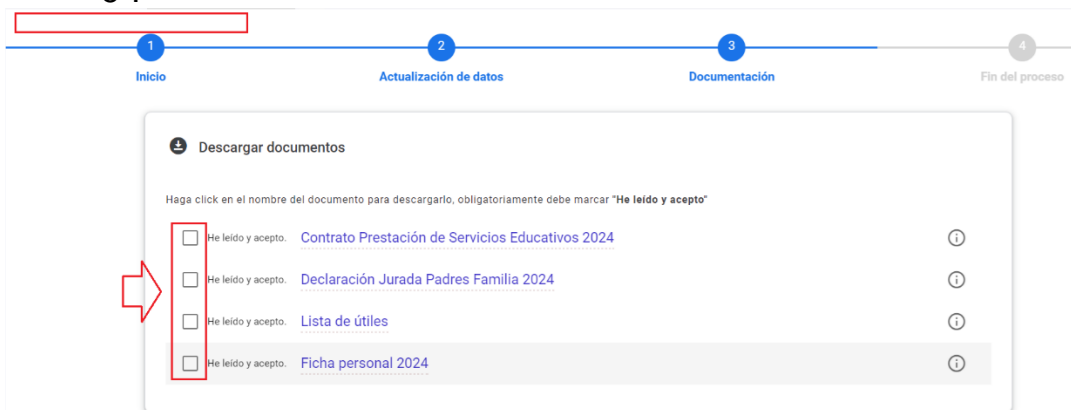 1 2 3 4
Inicio Actualización de datos Documentación Fin del proceso
Descargar documentos
Haga click en el nombre del documento para descargarlo, obligatoriamente debe marcar "He leído y acepto"
He leído y acepto. Contrato Prestación de Servicios Educativos 2024
He leído y acepto. Declaración Jurada Padres Familia 2024
He leído y acepto. Lista de útiles
He leído y acepto. Ficha personal 2024